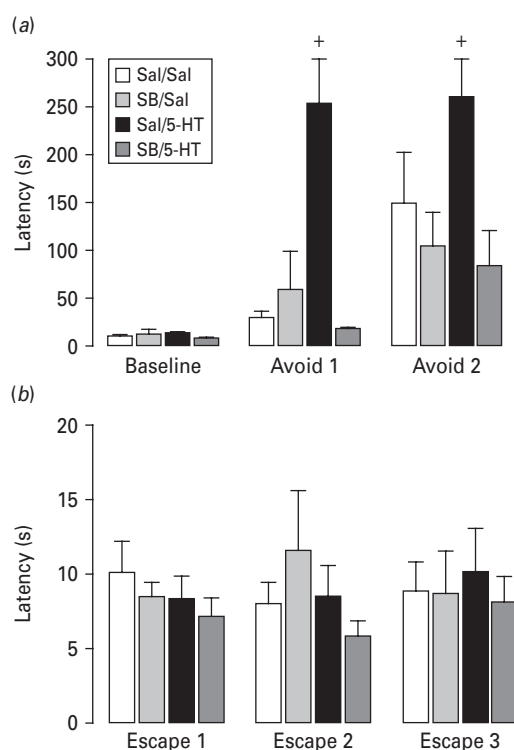 (a)
+ +
300
250
200
150
100
50
0
Latency (s)
Sal/Sal
SB/Sal
Sal/5-HT
SB/5-HT
Baseline Avoid 1 Avoid 2
(b)
20
15
10
5
0
Latency (s)
Escape 1 Escape 2 Escape 3